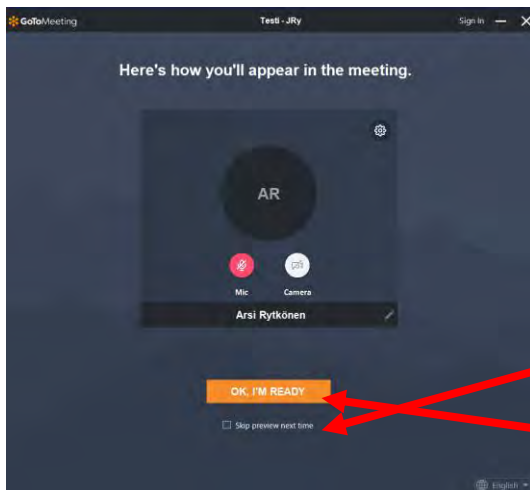 GoToMeeting Testi - JRy Sign in
Here's how you'll appear in the meeting.
AR
Mic Camera
Arsi Rytkönen
OK, I'M READY
Skip preview next time
English